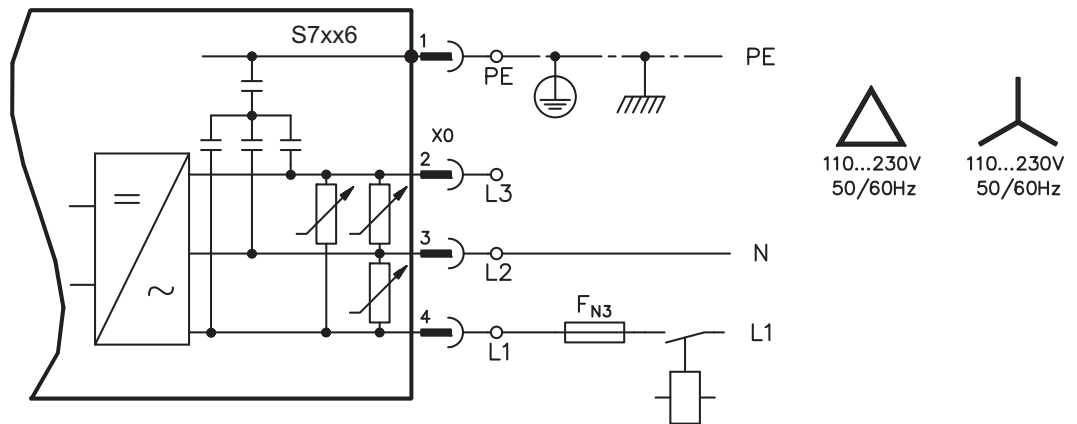 S7xx6
1
PE
PE
X0
2
L3
3
L2
N
4
L1
FN3
L1
110...230V
50/60Hz
110...230V
50/60Hz